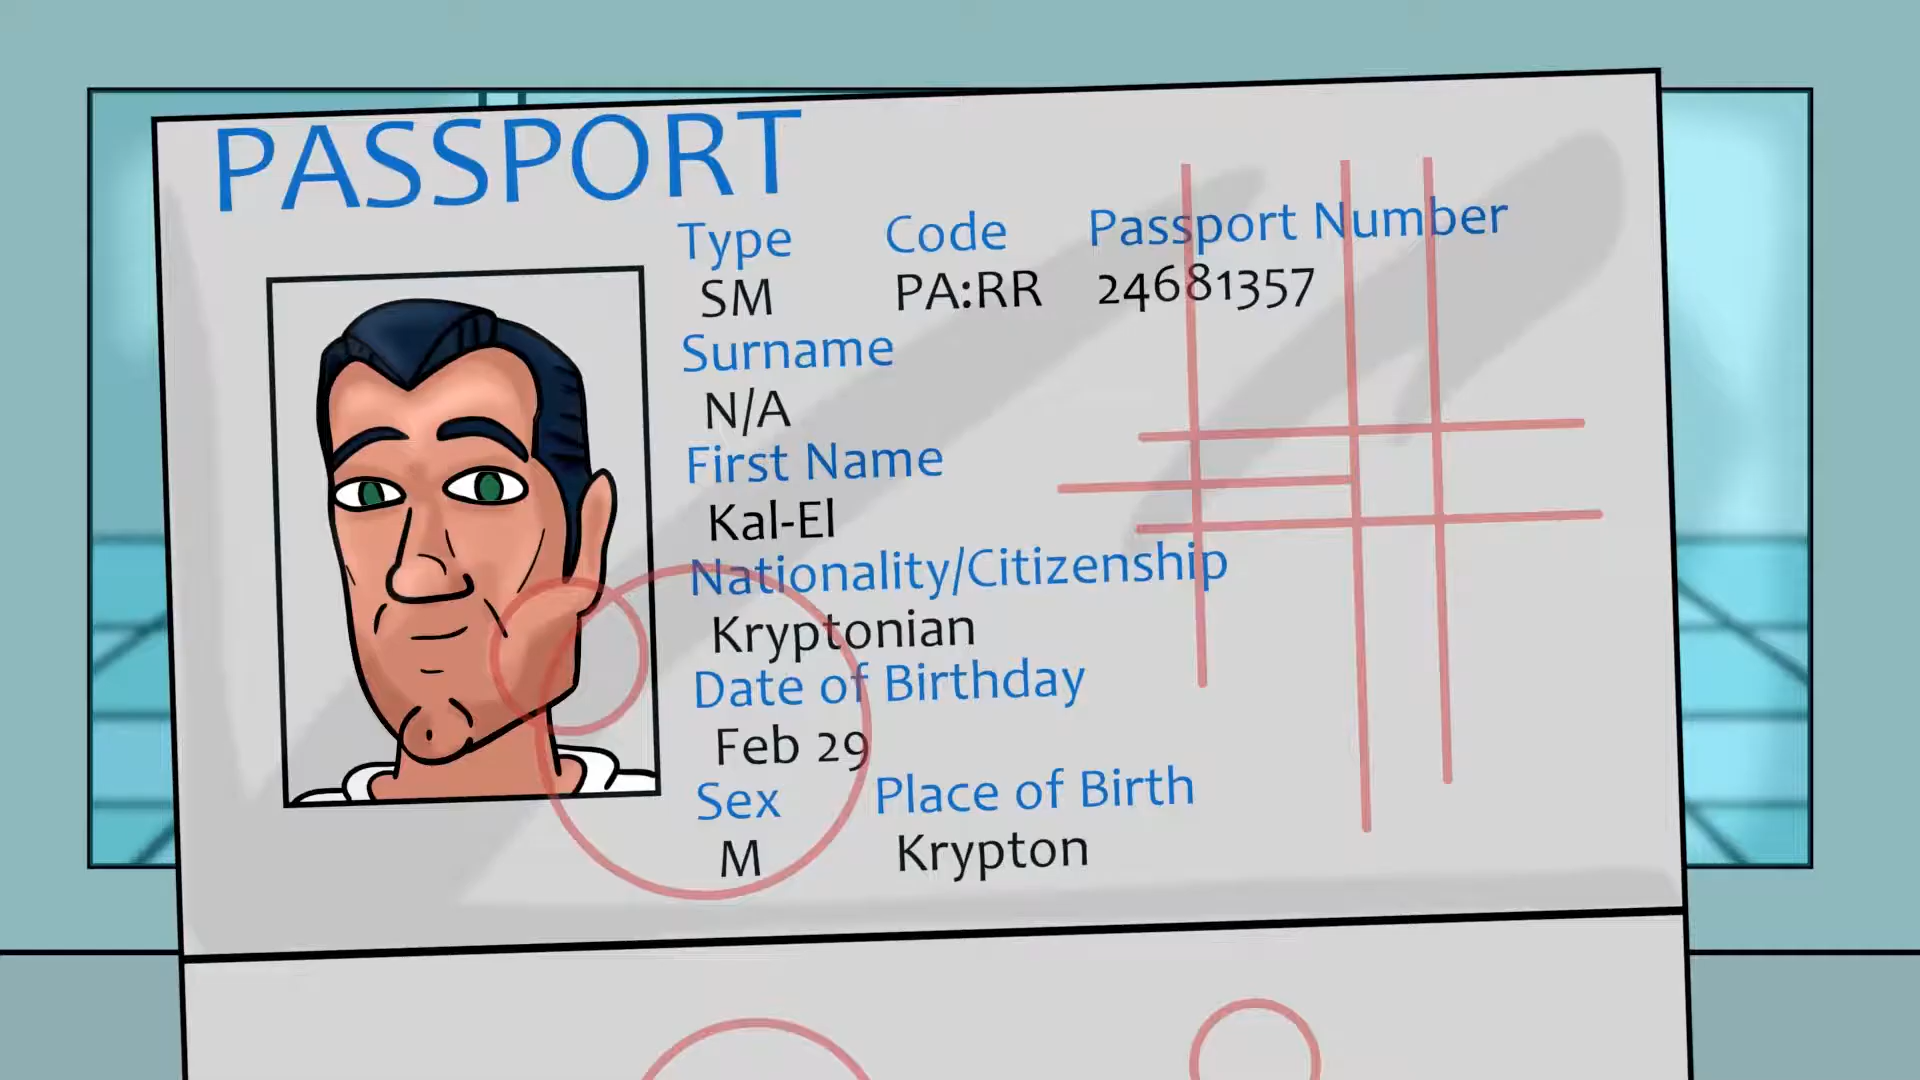 PASSPORT
Type Code Passport Number
SM PA:RR 24681357
Surname
N/A
First Name
Kal-El
Nationality/Citizenship
Kryptonian
Date of Birthday
Feb 29
Sex Place of Birth
M Krypton